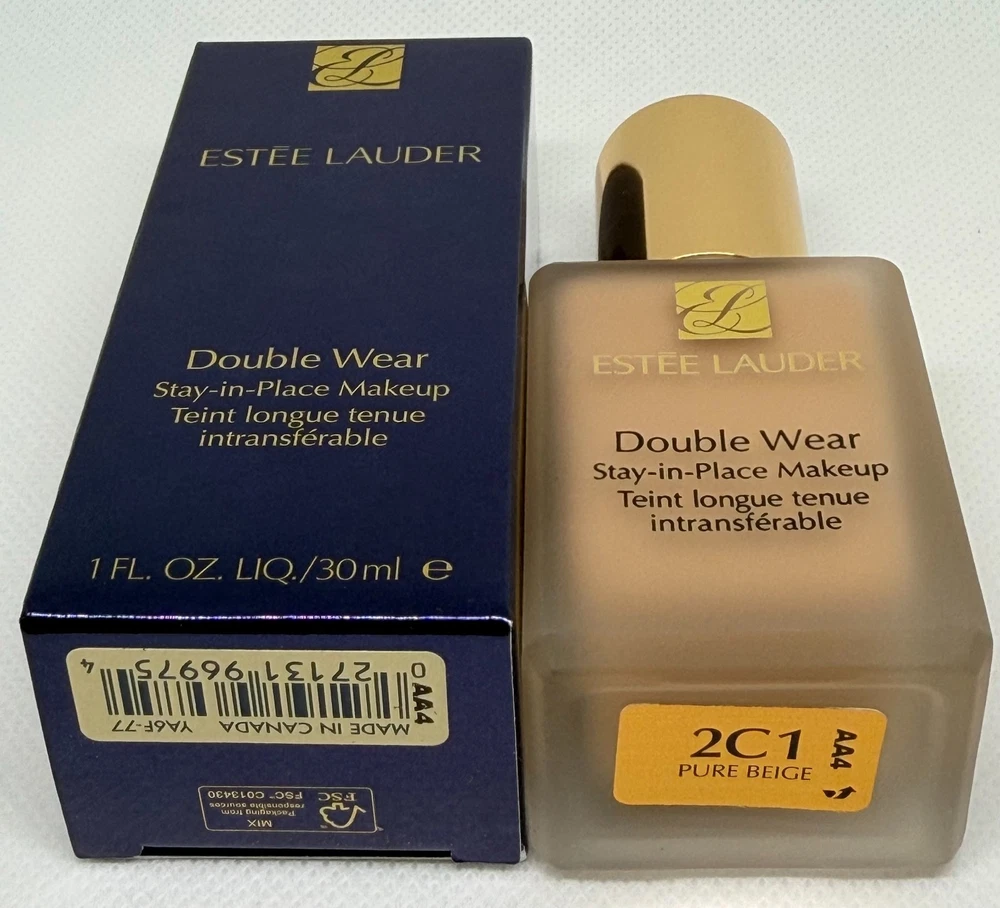 ESTĒE LAUDER
Double Wear
Stay-in-Place Makeup
Teint longue tenue
intransférable
1 FL. OZ. LIQ./30ml e
0 27131 96975 4
AA4
MADE IN CANADA YA6F-77
MIX
Packaging from
responsible sources
FSC
FSC™ C013430
ESTĒE LAUDER
Double Wear
Stay-in-Place Makeup
Teint longue tenue
intransférable
2C1
PURE BEIGE
AA4